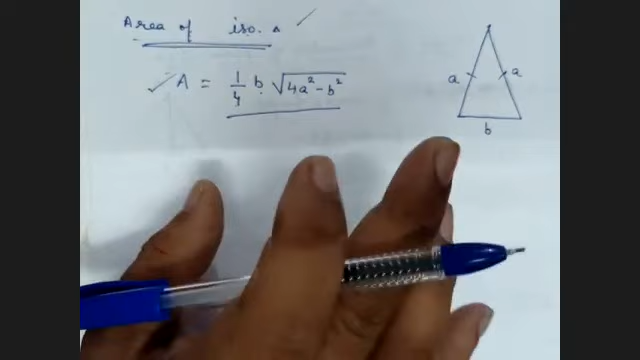 Area of iso. △
A = 1/4 b √(4a² - b²)
a a
b